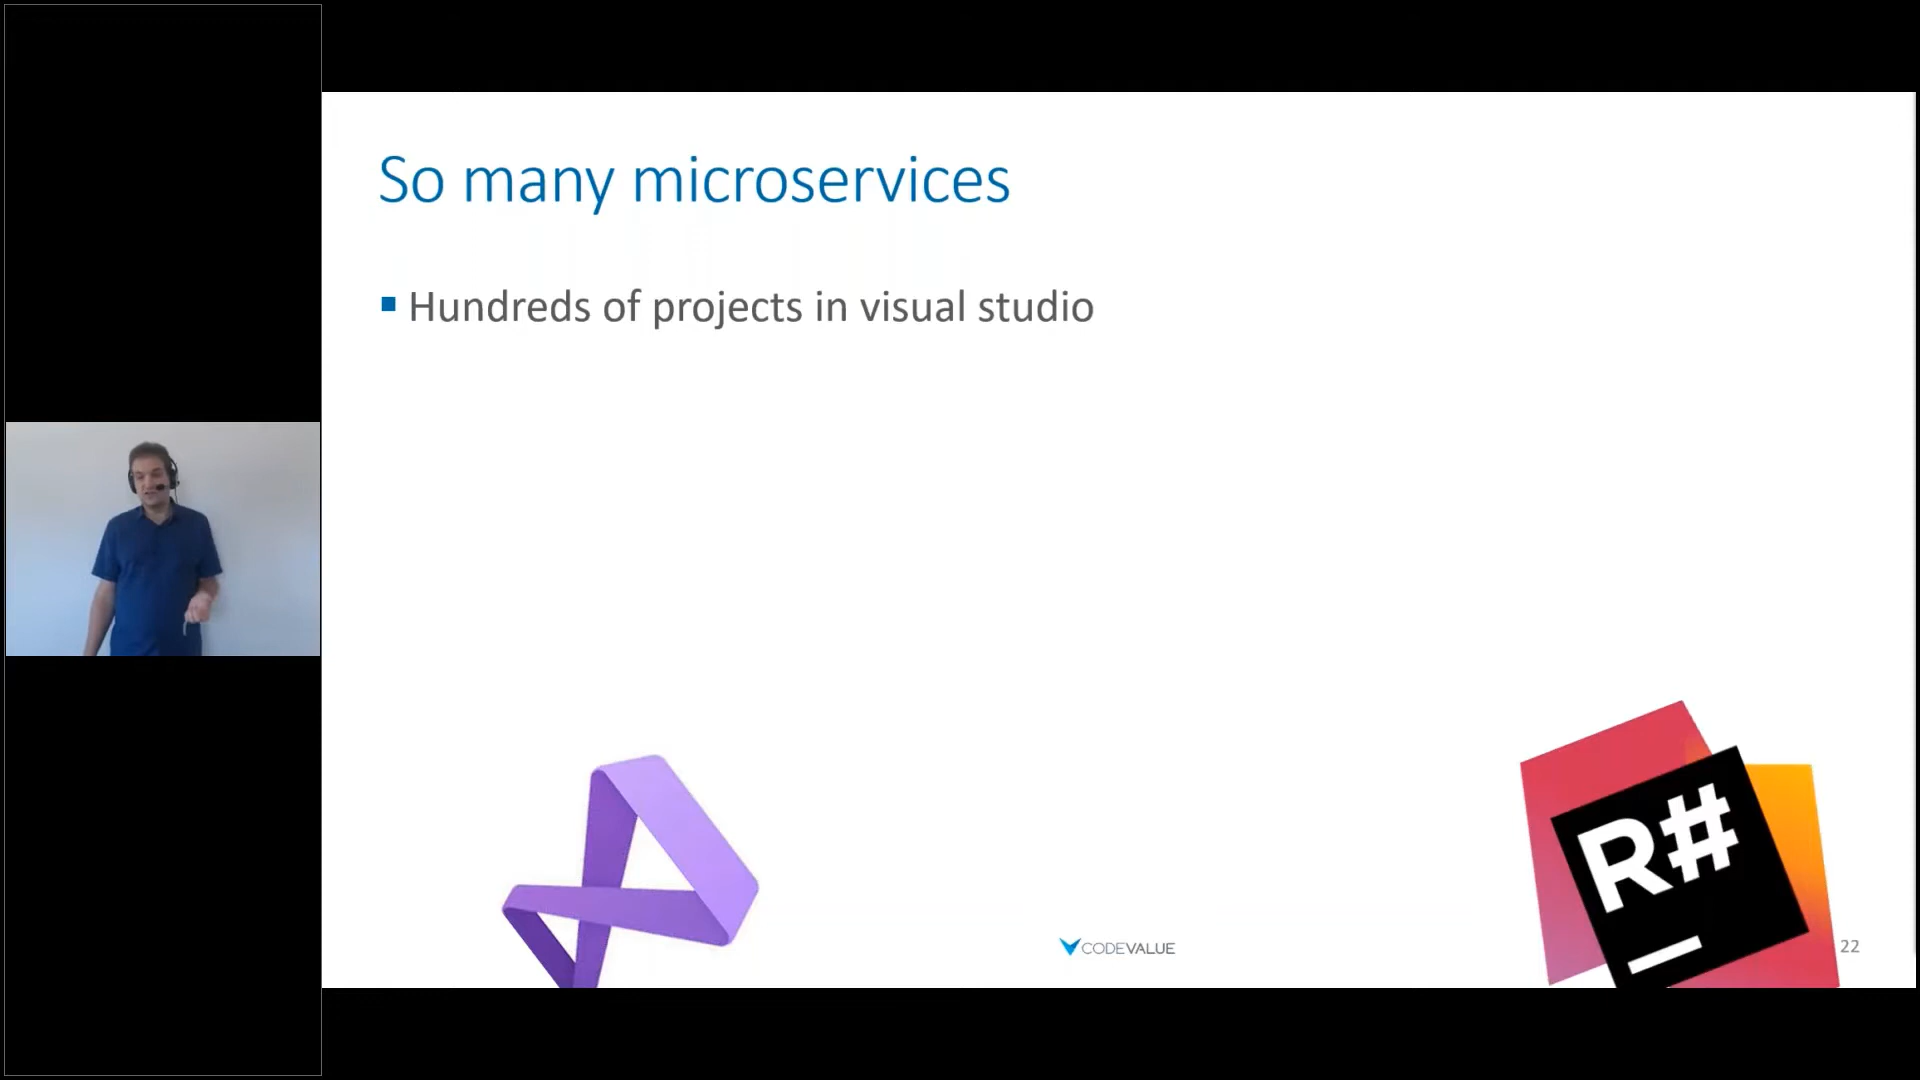 So many microservices
Hundreds of projects in visual studio
R#
CODEVALUE
22